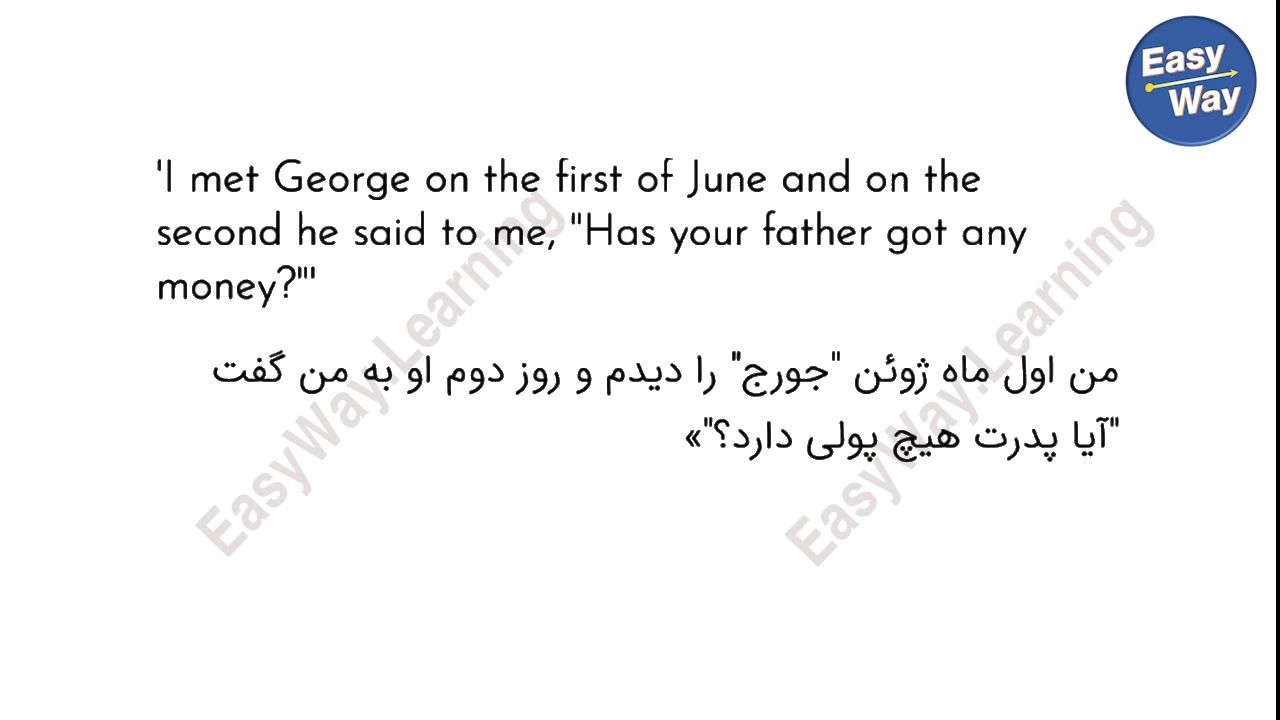 Easy
Way
'I met George on the first of June and on the
second he said to me, "Has your father got any
money?"'
من اول ماه ژوئن "جورج" را دیدم و روز دوم او به من گفت
"آیا پدرت هیچ پولی دارد؟"»
EasyWay.Learning
EasyWay.Learning